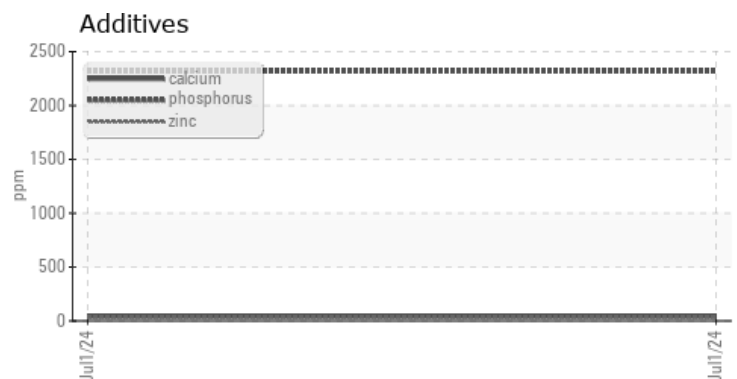 Additives
2500
2000
1500
1000
500
0
ppm
calcium
phosphorus
zinc
Jul1/24
Jul1/24